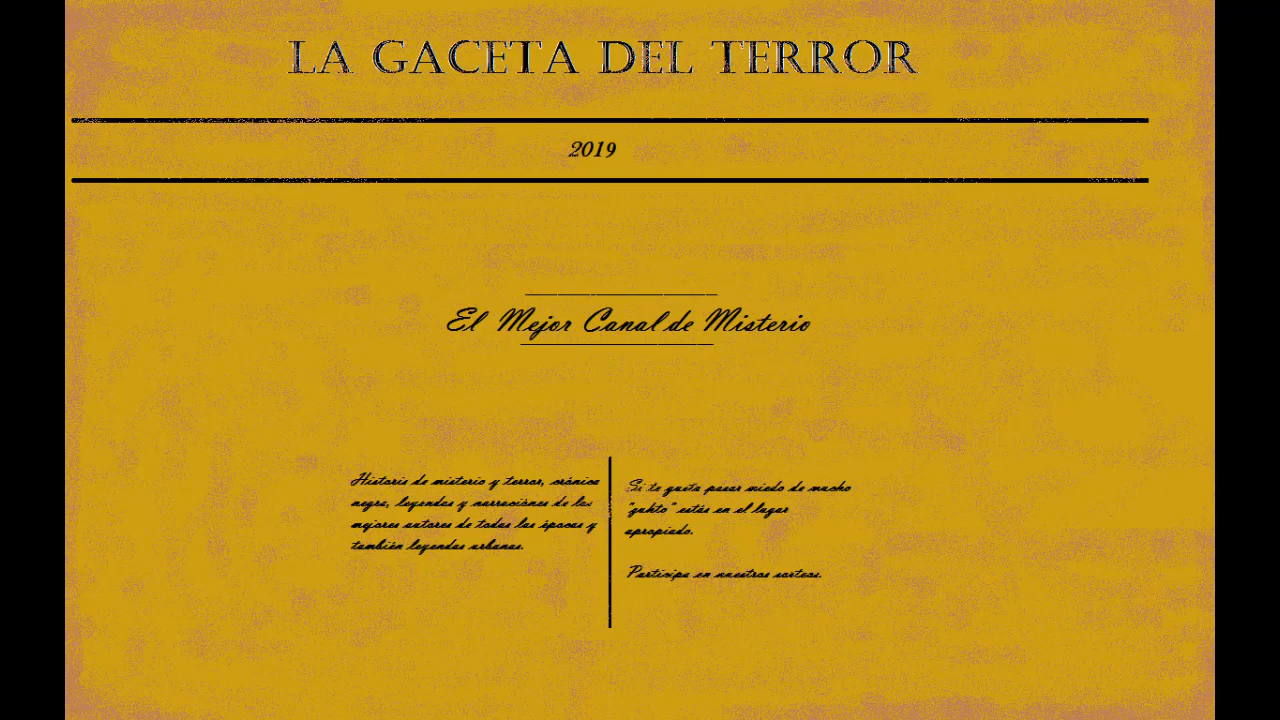 LA GACETA DEL TERROR
2019
El Mejor Canal de Misterio
Historia de misterio y terror, crónica
negra, leyendas y narraciónes de los
mejores autores de todas las épocas y
también leyendas urbanas.
Si te gusta pasar miedo de mucho
"guhto" estás en el lugar
apropiado.
Participa en nuestros sorteos.